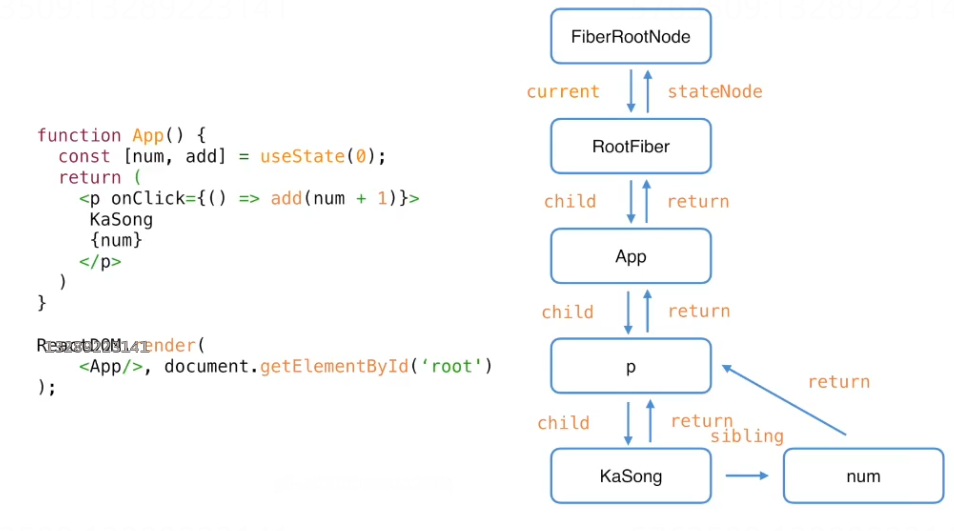 function App() {
const [num, add] = useState(0);
return (
<p onClick={() => add(num + 1)}>
KaSong
{num}
</p>
)
}
ReactDOM.render(
<App/>, document.getElementById(‘root')
);
13289223141
FiberRootNode
current
stateNode
RootFiber
child
return
App
child
return
p
child
return
sibling
return
KaSong
num